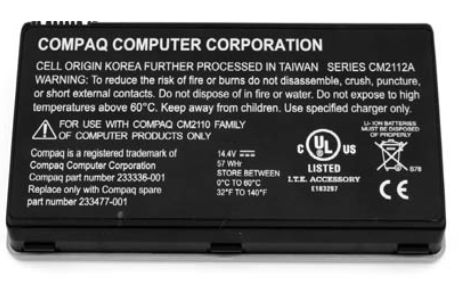 COMPAQ COMPUTER CORPORATION
CELL ORIGIN KOREA FURTHER PROCESSED IN TAIWAN SERIES CM2112A
WARNING: To reduce the risk of fire or burns do not disassemble, crush, puncture,
or short external contacts. Do not dispose of in fire or water. Do not expose to high
temperatures above 60°C. Keep away from children. Use specified charger only.
FOR USE WITH COMPAQ CM2110 FAMILY
OF COMPUTER PRODUCTS ONLY
Compaq is a registered trademark of
Compaq Computer Corporation
Compaq part number 233336-001
Replace only with Compaq spare
part number 233477-001
14.4V
57 WHr
STORE BETWEEN
0°C TO 60°C
32°F TO 140°F
C UL US
LISTED
I.T.E. ACCESSORY
E183297
LI- ION BATTERIES
MUST BE DISPOSED
OF PROPERLY
CE